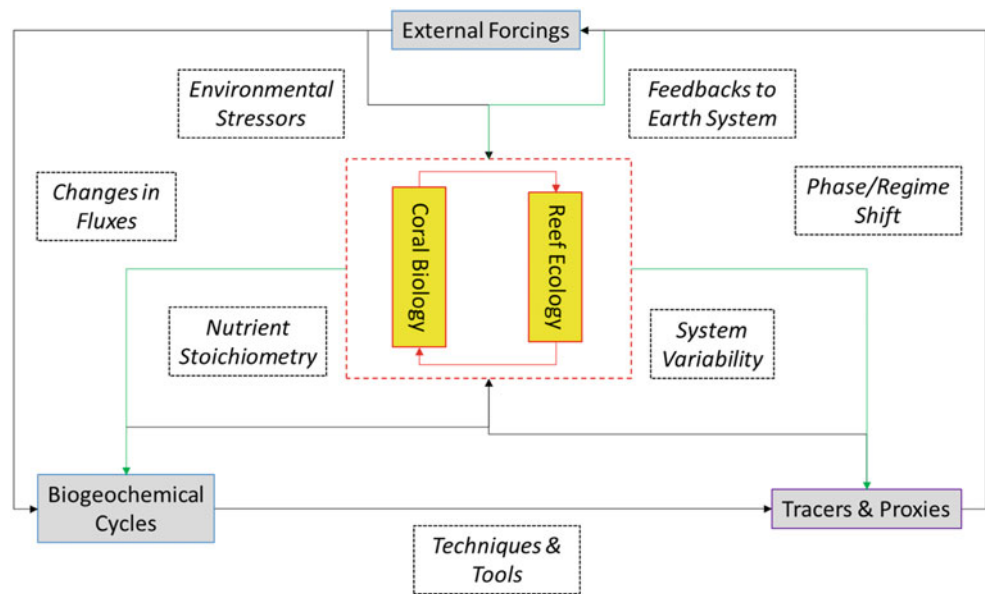 External Forcings
Environmental
Stressors
Feedbacks to
Earth System
Changes in
Fluxes
Phase/Regime
Shift
Coral Biology
Reef Ecology
Nutrient
Stoichiometry
System
Variability
Biogeochemical
Cycles
Tracers & Proxies
Techniques &
Tools